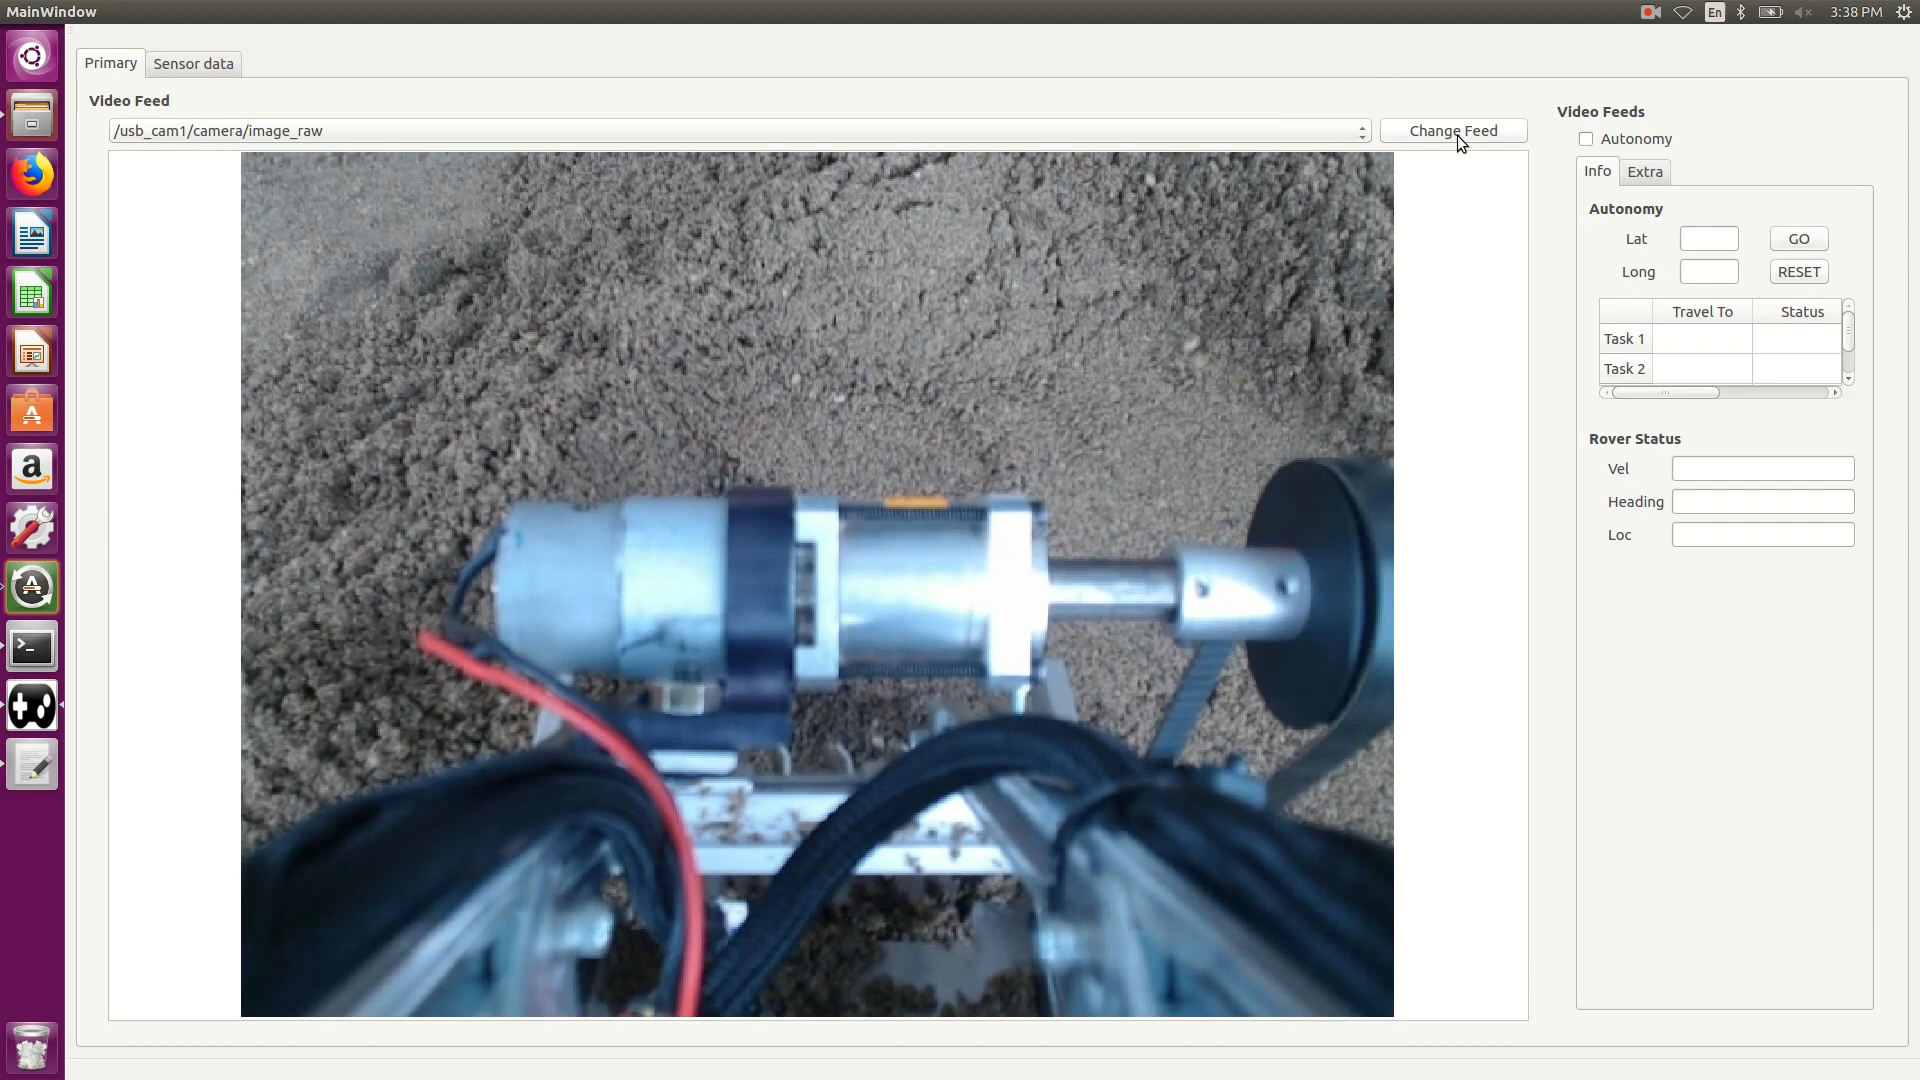 MainWindow
En
3:38 PM
Primary
Sensor data
Video Feed
/usb_cam1/camera/image_raw
Change Feed
Video Feeds
Autonomy
Info
Extra
Autonomy
Lat
GO
Long
RESET
Travel To
Status
Task 1
Task 2
Rover Status
Vel
Heading
Loc